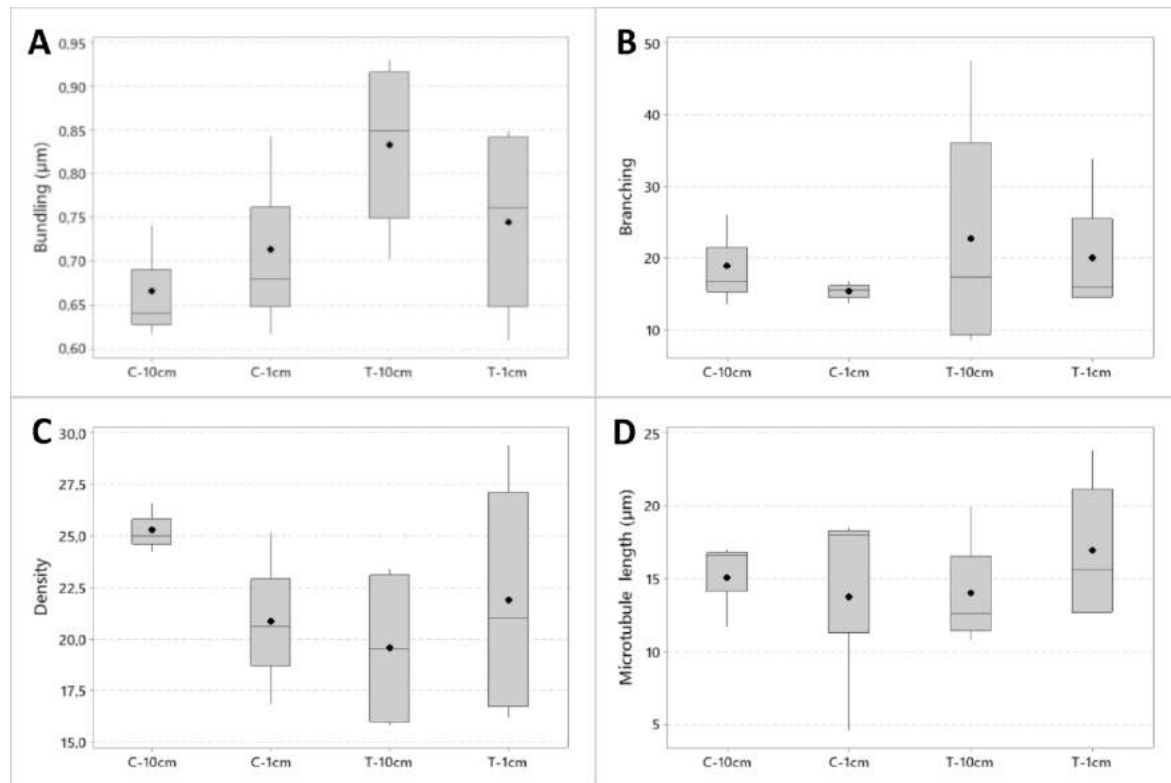 A
Bundling (µm)
0.95
0.90
0.85
0.80
0.75
0.70
0.65
0.60
C-10cm C-1cm T-10cm T-1cm
B
Branching
50
40
30
20
10
C-10cm C-1cm T-10cm T-1cm
C
Density
30.0
27.5
25.0
22.5
20.0
17.5
15.0
C-10cm C-1cm T-10cm T-1cm
D
Microtubule length (µm)
25
20
15
10
5
C-10cm C-1cm T-10cm T-1cm